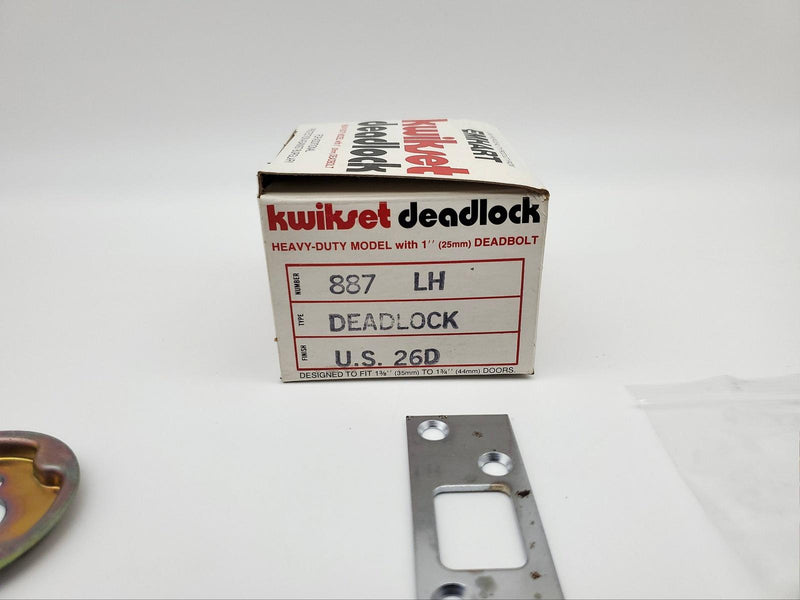 EMHART
kwikset
deadlock
kwikset deadlock
HEAVY-DUTY MODEL with 1'' (25mm) DEADBOLT
NUMBER 887 LH
TYPE DEADLOCK
FINISH U.S. 26D
DESIGNED TO FIT 1⅜'' (35mm) TO 1¾'' (44mm) DOORS.